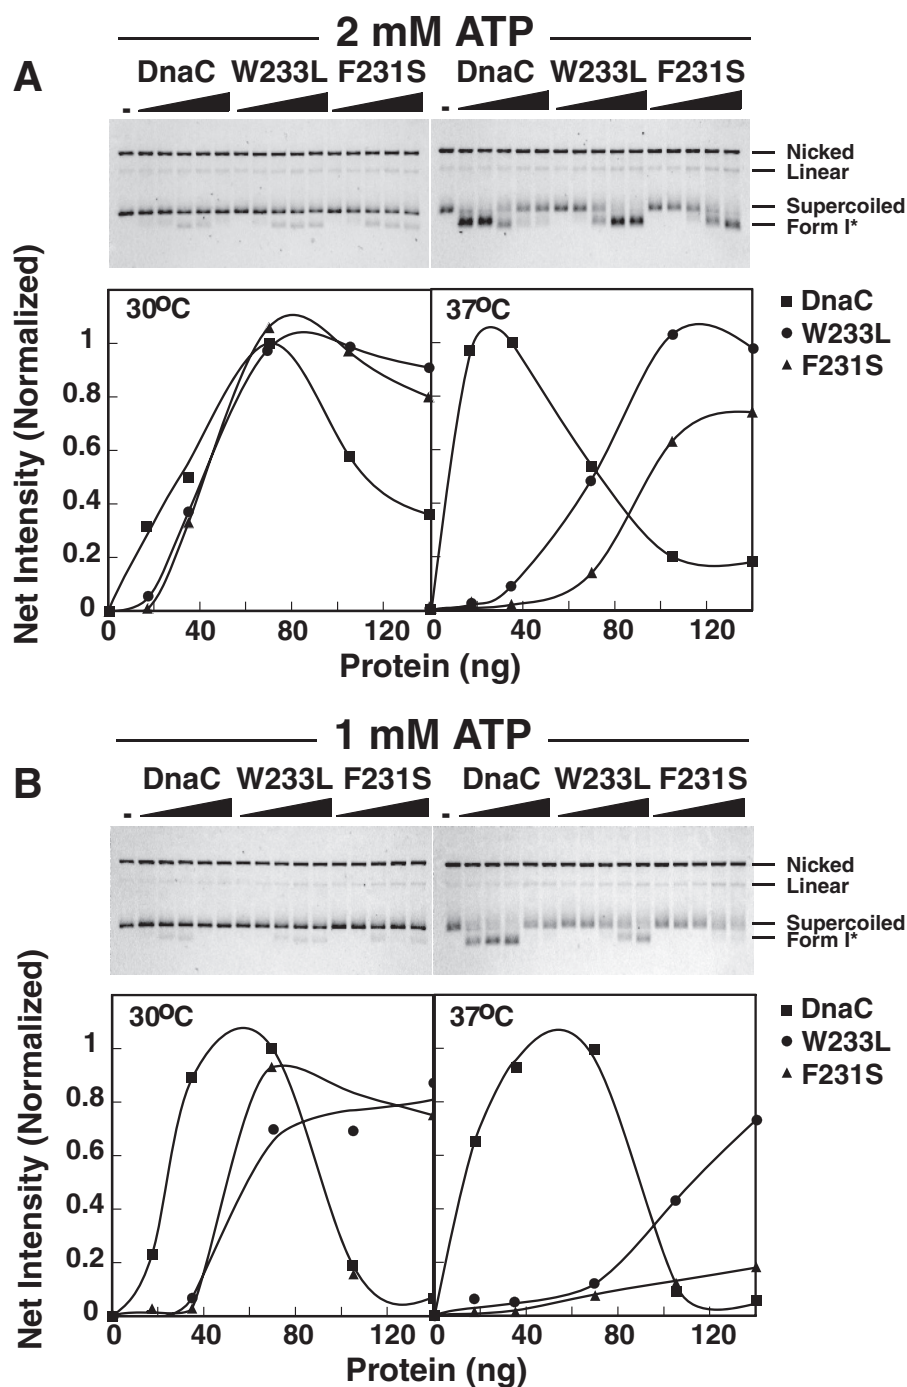 2 mM ATP
A
DnaC W233L F231S DnaC W233L F231S
- -
Nicked
Linear
Supercoiled
Form I*
Net Intensity (Normalized)
30ºC 37ºC
1
0.8
0.6
0.4
0.2
0
0 40 80 120 0 40 80 120
Protein (ng)
DnaC
W233L
F231S
1 mM ATP
B
DnaC W233L F231S DnaC W233L F231S
- -
Nicked
Linear
Supercoiled
Form I*
Net Intensity (Normalized)
30ºC 37ºC
1
0.8
0.6
0.4
0.2
0
0 40 80 120 0 40 80 120
Protein (ng)
DnaC
W233L
F231S